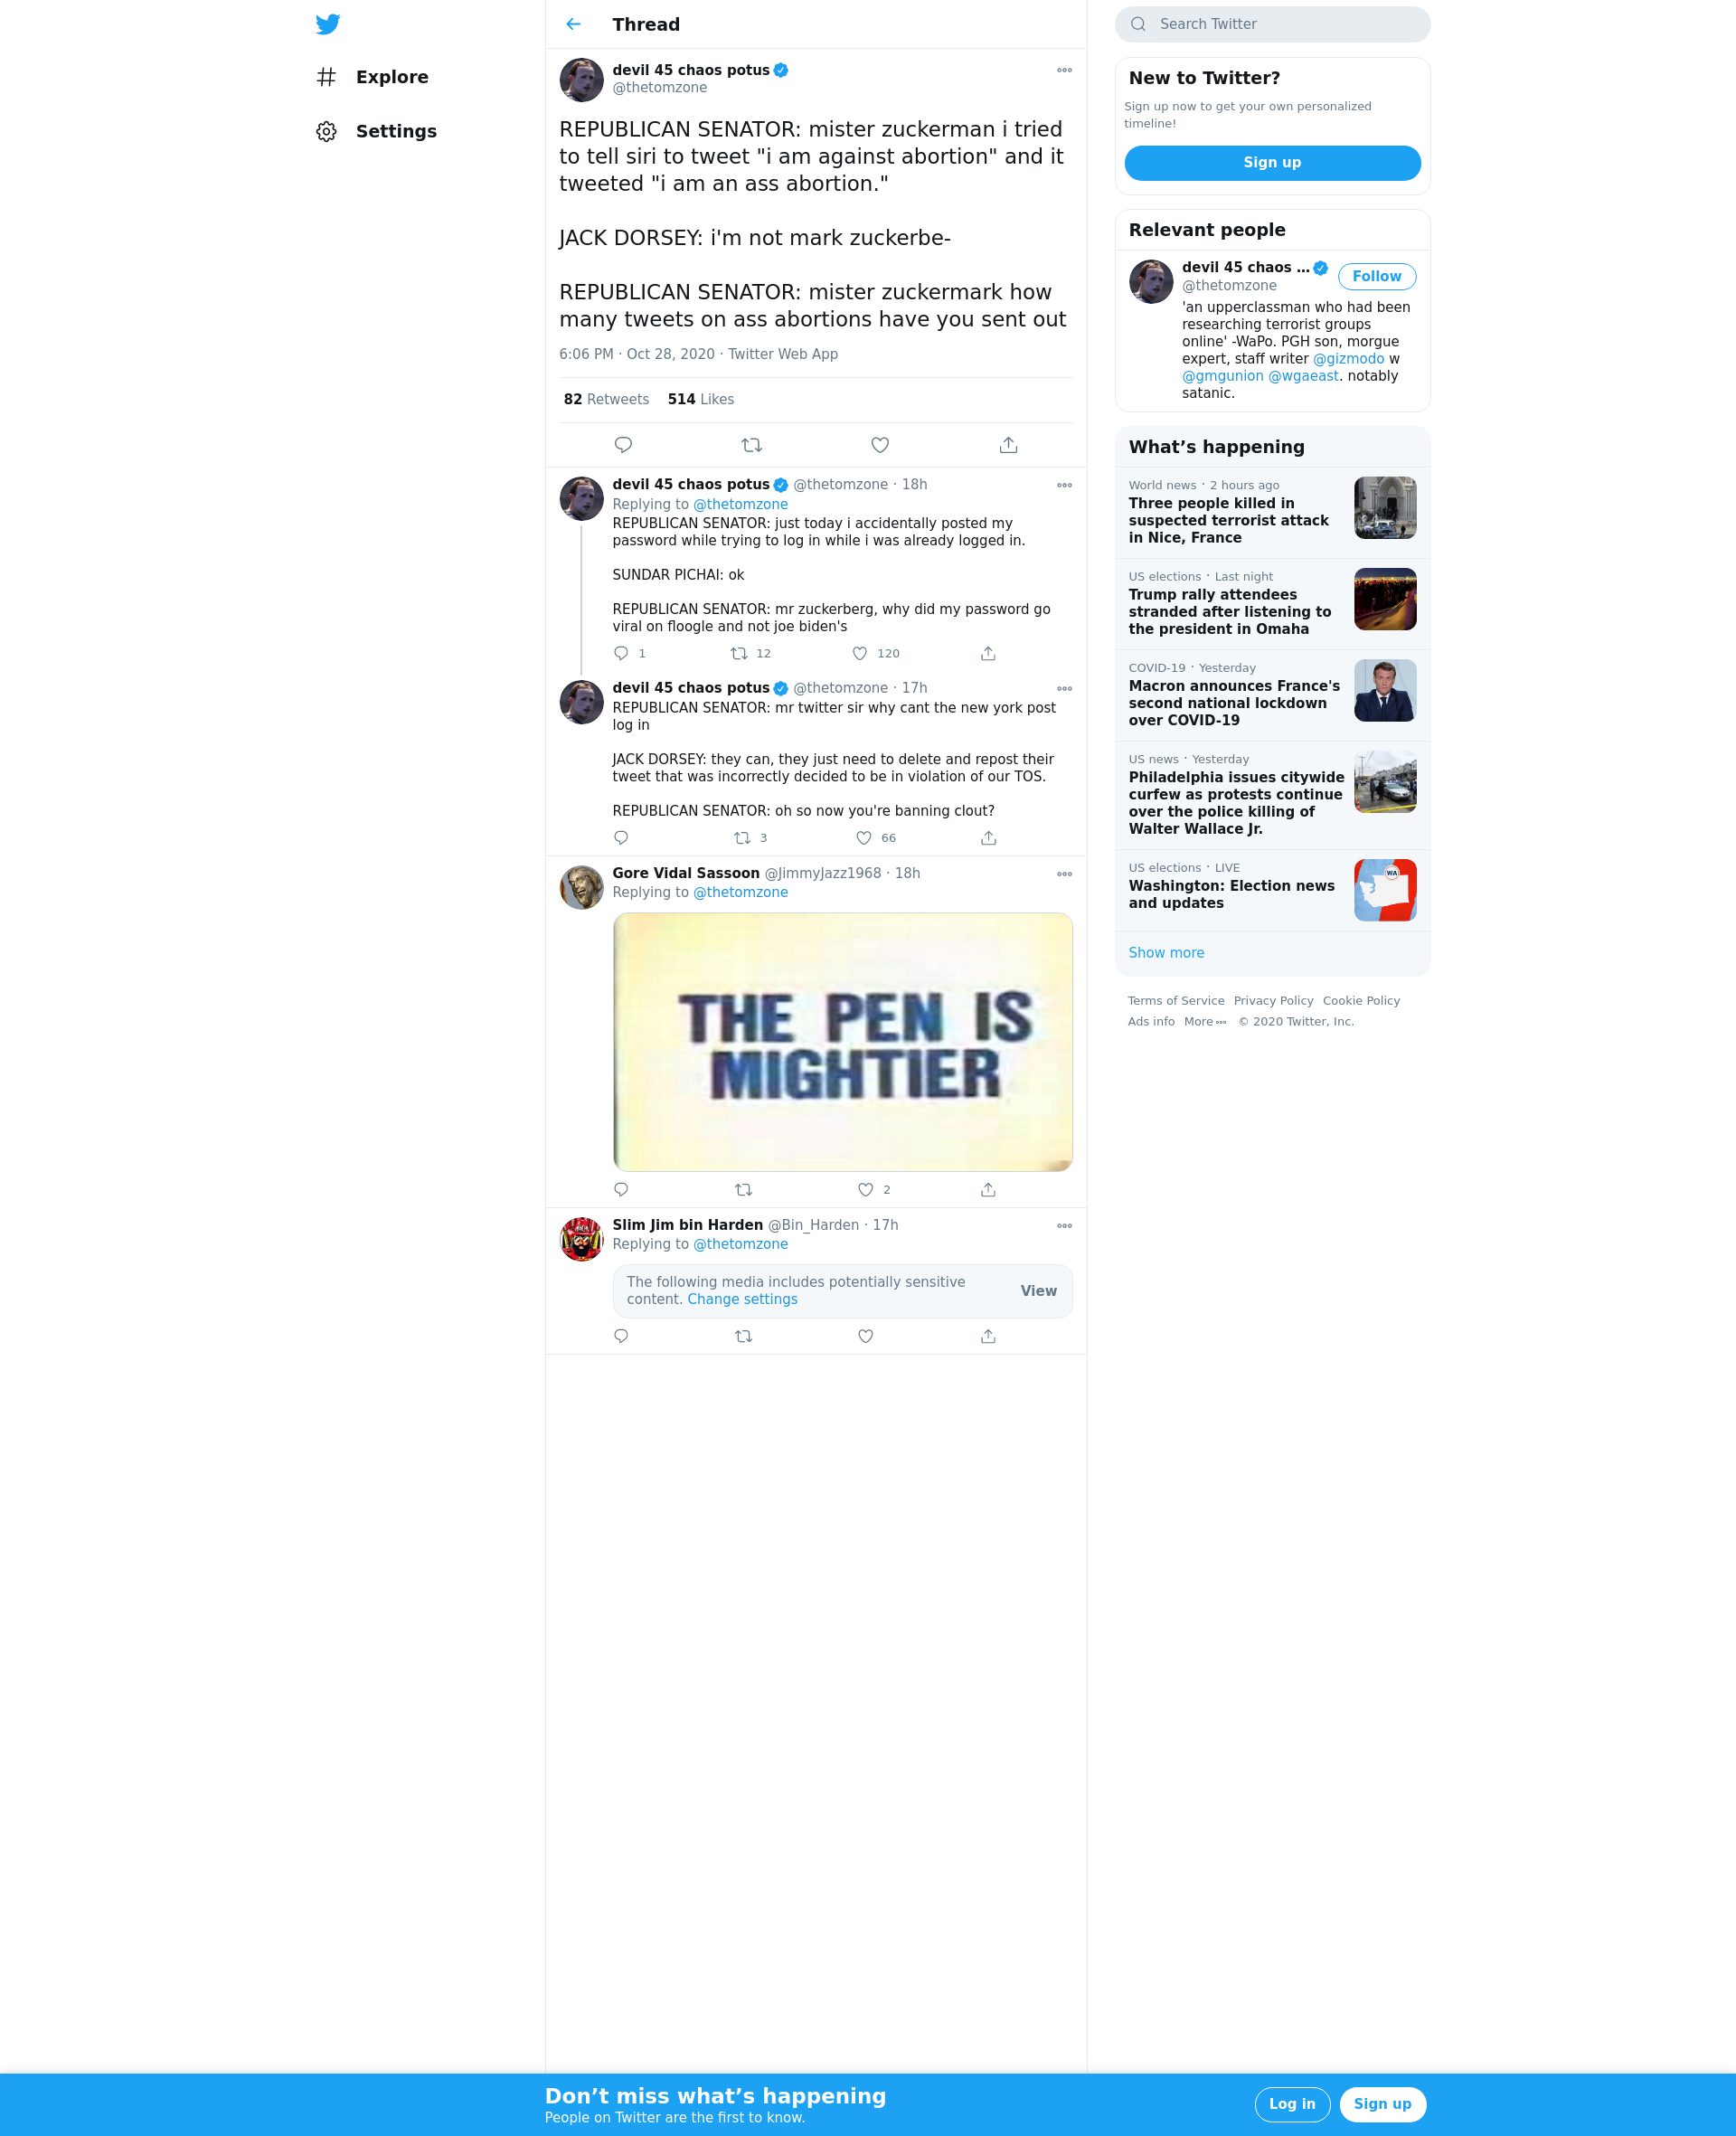 Explore
Settings
Thread
devil 45 chaos potus
@thetomzone
REPUBLICAN SENATOR: mister zuckerman i tried
to tell siri to tweet "i am against abortion" and it
tweeted "i am an ass abortion."
JACK DORSEY: i'm not mark zuckerbe-
REPUBLICAN SENATOR: mister zuckermark how
many tweets on ass abortions have you sent out
6:06 PM · Oct 28, 2020 · Twitter Web App
82 Retweets 514 Likes
devil 45 chaos potus @thetomzone · 18h
Replying to @thetomzone
REPUBLICAN SENATOR: just today i accidentally posted my
password while trying to log in while i was already logged in.
SUNDAR PICHAI: ok
REPUBLICAN SENATOR: mr zuckerberg, why did my password go
viral on floogle and not joe biden's
1 12 120
devil 45 chaos potus @thetomzone · 17h
REPUBLICAN SENATOR: mr twitter sir why cant the new york post
log in
JACK DORSEY: they can, they just need to delete and repost their
tweet that was incorrectly decided to be in violation of our TOS.
REPUBLICAN SENATOR: oh so now you're banning clout?
3 66
Gore Vidal Sassoon @JimmyJazz1968 · 18h
Replying to @thetomzone
THE PEN IS
MIGHTIER
2
Slim Jim bin Harden @Bin_Harden · 17h
Replying to @thetomzone
The following media includes potentially sensitive
content. Change settings
View
Search Twitter
New to Twitter?
Sign up now to get your own personalized
timeline!
Sign up
Relevant people
devil 45 chaos ...
@thetomzone
Follow
'an upperclassman who had been
researching terrorist groups
online' -WaPo. PGH son, morgue
expert, staff writer @gizmodo w
@gmgunion @wgaeast. notably
satanic.
What's happening
World news · 2 hours ago
Three people killed in
suspected terrorist attack
in Nice, France
US elections · Last night
Trump rally attendees
stranded after listening to
the president in Omaha
COVID-19 · Yesterday
Macron announces France's
second national lockdown
over COVID-19
US news · Yesterday
Philadelphia issues citywide
curfew as protests continue
over the police killing of
Walter Wallace Jr.
US elections · LIVE
Washington: Election news
and updates
WA
Show more
Terms of Service Privacy Policy Cookie Policy
Ads info More © 2020 Twitter, Inc.
Don’t miss what’s happening
People on Twitter are the first to know.
Log in
Sign up